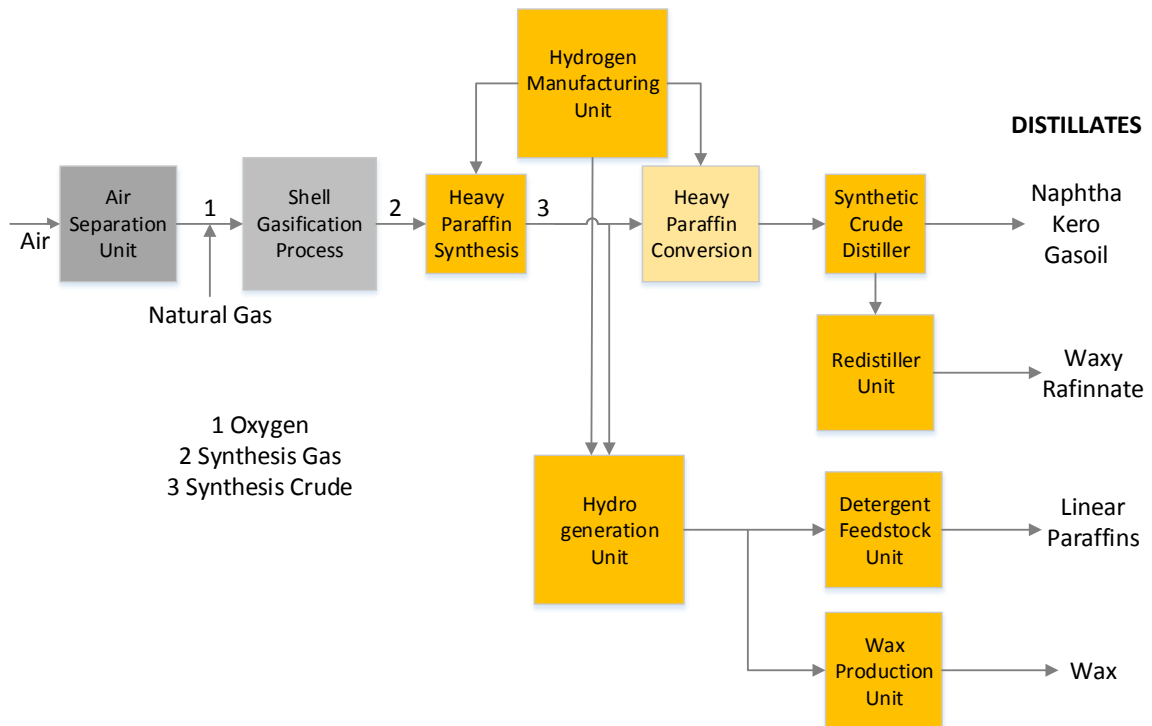 Hydrogen
Manufacturing
Unit
DISTILLATES
Air
Separation
Unit
1
Shell
Gasification
Process
2
Heavy
Paraffin
Synthesis
3
Heavy
Paraffin
Conversion
Synthetic
Crude
Distiller
Naphtha
Kero
Gasoil
Air
Natural Gas
Redistiller
Unit
Waxy
Rafinnate
1 Oxygen
2 Synthesis Gas
3 Synthesis Crude
Hydro
generation
Unit
Detergent
Feedstock
Unit
Linear
Paraffins
Wax
Production
Unit
Wax